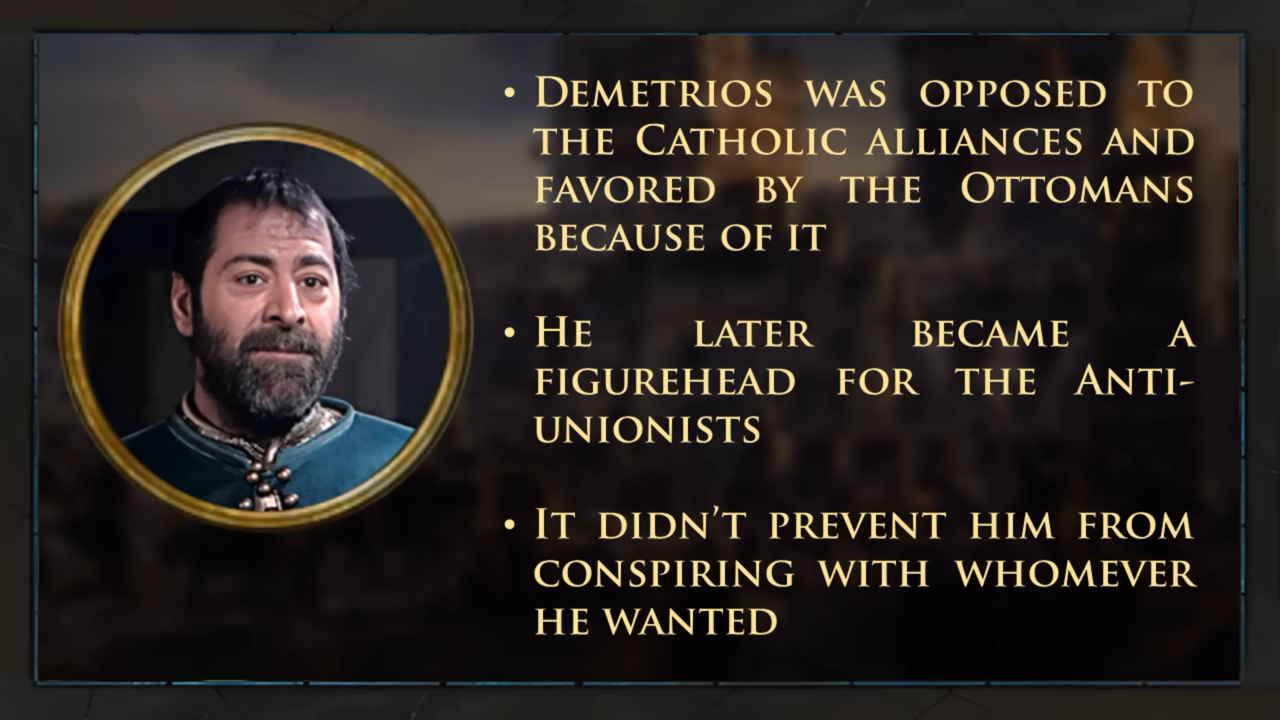 • Demetrios was opposed to
the Catholic alliances and
favored by the Ottomans
because of it
• He later became a
figurehead for the Anti-
unionists
• It didn't prevent him from
conspiring with whomever
he wanted